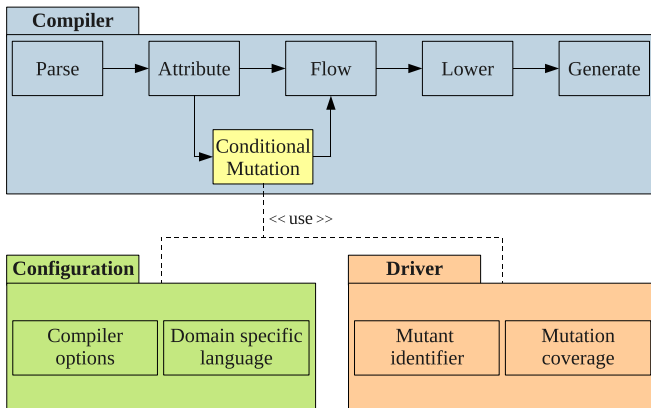 Compiler
Parse
Attribute
Flow
Lower
Generate
Conditional
Mutation
<< use >>
Configuration
Driver
Compiler
options
Domain specific
language
Mutant
identifier
Mutation
coverage